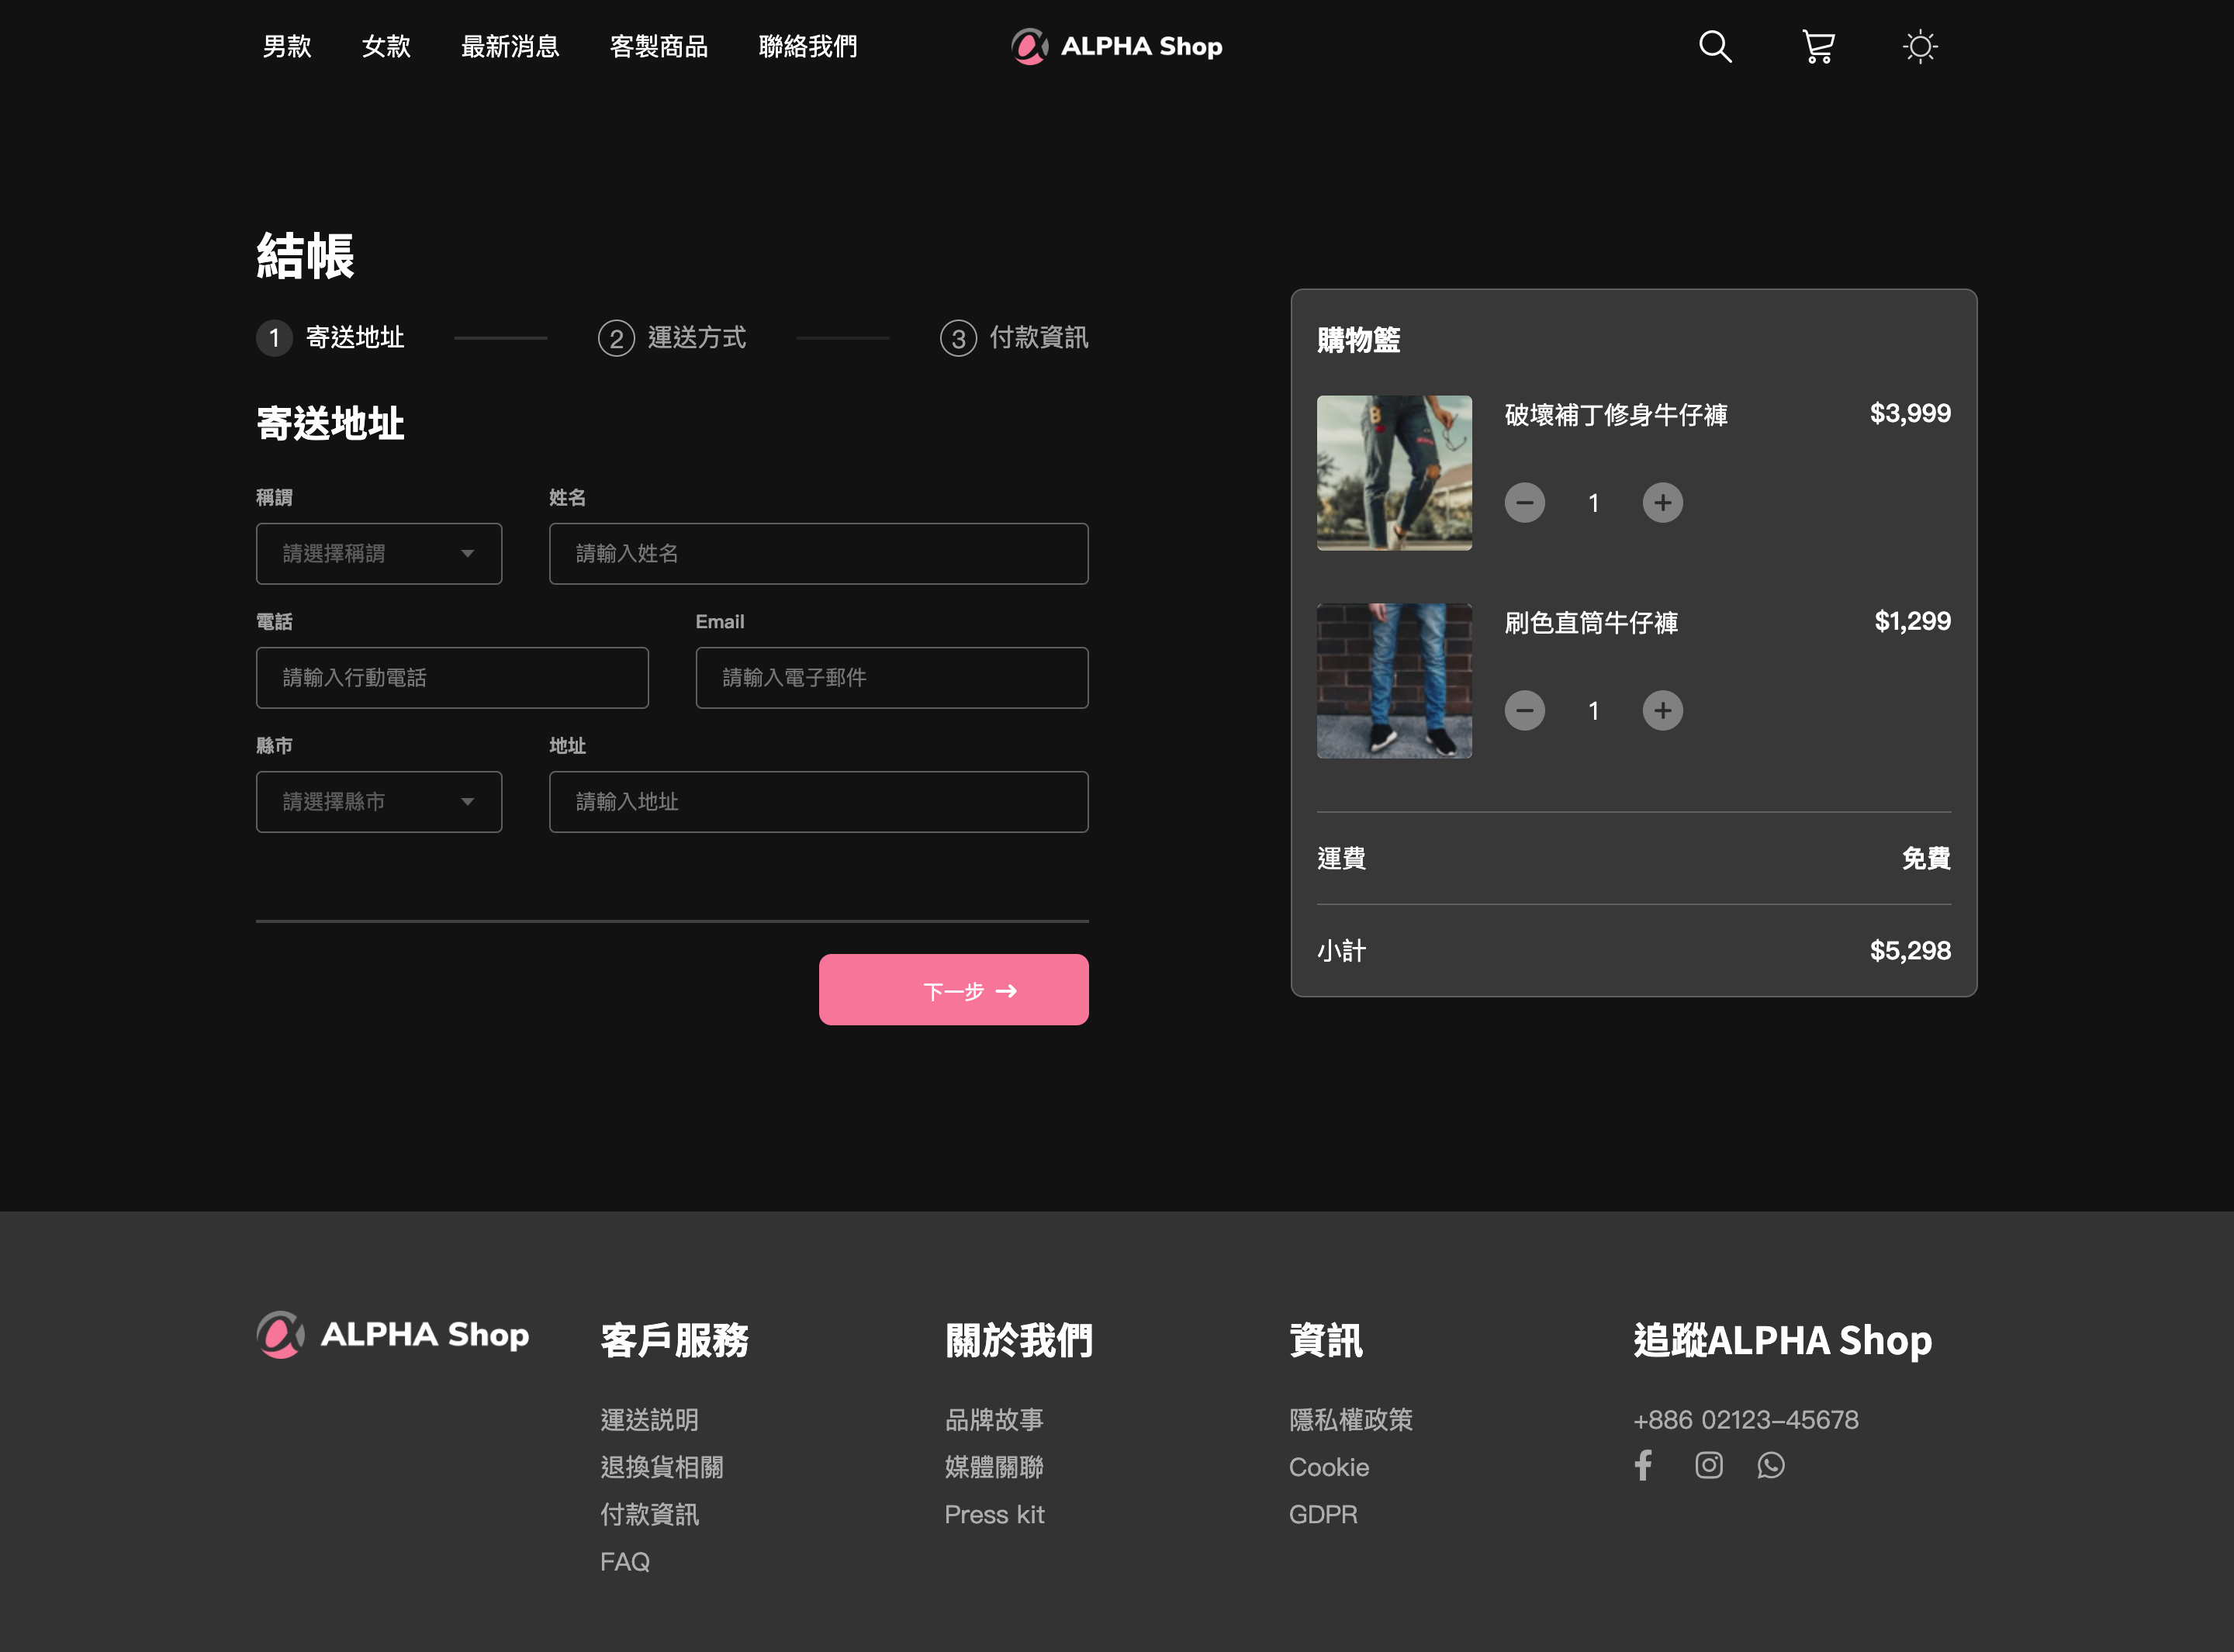 男款 女款 最新消息 客製商品 聯絡我們 ALPHA Shop
結帳
1 寄送地址 2 運送方式 3 付款資訊
寄送地址
稱謂 姓名
請選擇稱謂 請輸入姓名
電話 Email
請輸入行動電話 請輸入電子郵件
縣市 地址
請選擇縣市 請輸入地址
下一步
購物籃
破壞補丁修身牛仔褲 $3,999
1
刷色直筒牛仔褲 $1,299
1
運費 免費
小計 $5,298
ALPHA Shop
客戶服務
運送説明
退換貨相關
付款資訊
FAQ
關於我們
品牌故事
媒體關聯
Press kit
資訊
隱私權政策
Cookie
GDPR
追蹤ALPHA Shop
+886 02123-45678